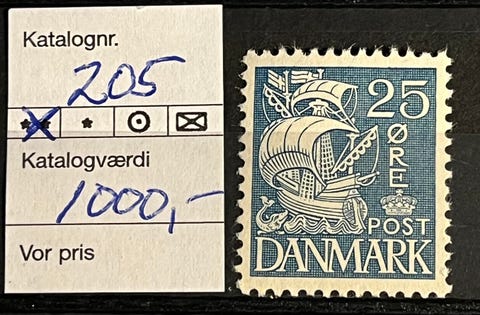 Katalognr.
205
Katalogværdi
1000,-
Vor pris
25
ØRE
POST
DANMARK